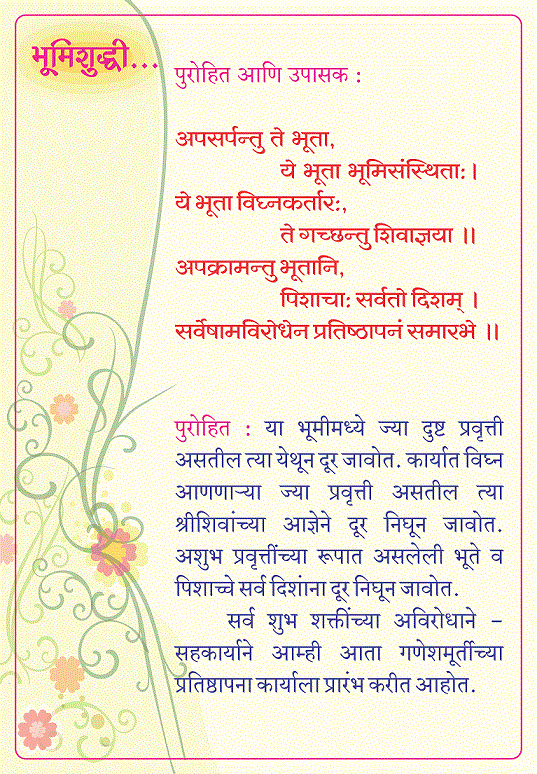 भूमिशुद्धी...
पुरोहित आणि उपासक :
अपसर्पन्तु ते भूता,
ये भूता भूमिसंस्थिताः।
ये भूता विघ्नकर्तारः,
ते गच्छन्तु शिवाज्ञया ॥
अपक्रामन्तु भूतानि,
पिशाचाः सर्वतो दिशम् ।
सर्वेषामविरोधेन प्रतिष्ठापनं समारभे ॥
पुरोहित : या भूमीमध्ये ज्या दुष्ट प्रवृत्ती
असतील त्या येथून दूर जावोत. कार्यात विघ्न
आणणाऱ्या ज्या प्रवृत्ती असतील त्या
श्रीशिवांच्या आज्ञेने दूर निघून जावोत.
अशुभ प्रवृत्तींच्या रूपात असलेली भूते व
पिशाच्चे सर्व दिशांना दूर निघून जावोत.
सर्व शुभ शक्तींच्या अविरोधाने –
सहकार्याने आम्ही आता गणेशमूर्तीच्या
प्रतिष्ठापना कार्याला प्रारंभ करीत आहोत.